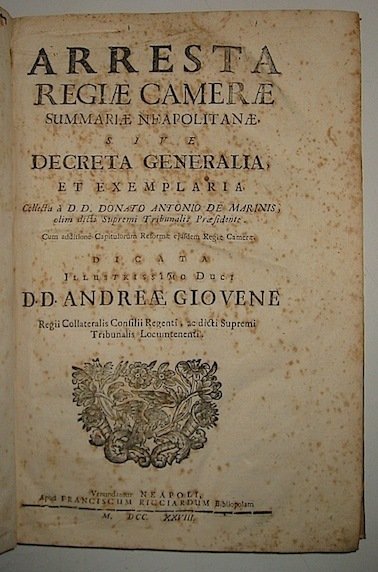 ARRESTA
REGIÆ CAMERÆ
SUMMARIÆ NEAPOLITANÆ,
SIVE
DECRETA GENERALIA,
ET EXEMPLARIA
Collecta à D. D. DONATO ANTONIO DE MARINIS,
olim dicti Supremi Tribunalis Præsidente.
Cum additione Capitulorum Reformæ ejusdem Regiæ Cameræ.
DICATA
ILLUSTRISSIMO DUCI
D.D. ANDREÆ GIOVENE
Regii Collateralis Consilii Regenti, ac dicti Supremi
Tribunalis Locumtenenti.
Venundantur NEAPOLI,
Apud FRANCISCUM RICCIARDUM Bibliopolam
M. DCC. XXVIII.